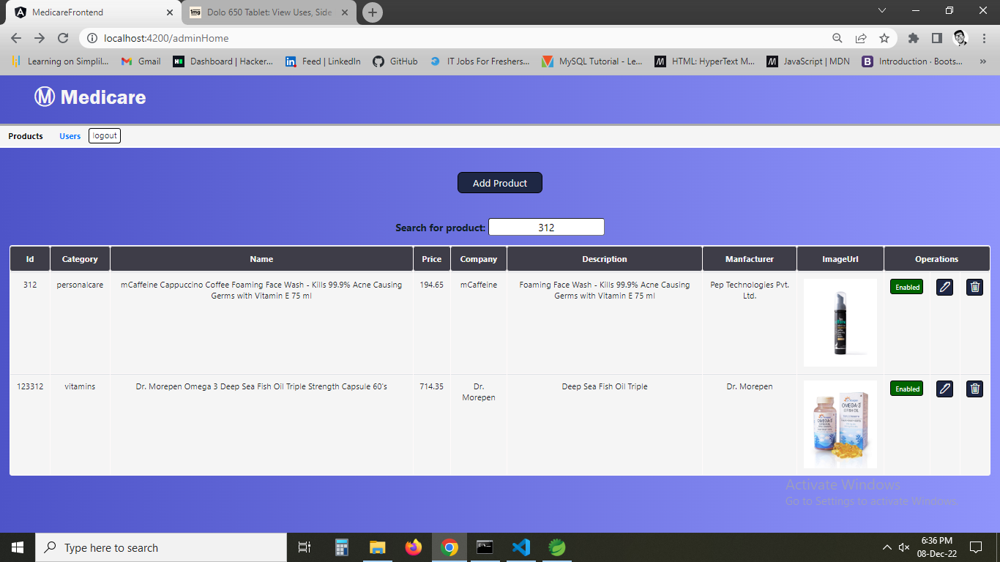 MedicareFrontend
1mg
Dolo 650 Tablet: View Uses, Side
localhost:4200/adminHome
Learning on Simplil... Gmail Dashboard | Hacker... Feed | LinkedIn GitHub IT Jobs For Freshers... MySQL Tutorial - Le... HTML: HyperText M... JavaScript | MDN Introduction · Boots... »
Ⓜ Medicare
Products Users logout
Add Product
Search for product: 312
Id Category Name Price Company Description Manfacturer ImageUrl Operations
312 personalcare mCaffeine Cappuccino Coffee Foaming Face Wash - Kills 99.9% Acne Causing 194.65 mCaffeine Foaming Face Wash - Kills 99.9% Acne Causing Pep Technologies Pvt. Enabled
Germs with Vitamin E 75 ml Germs with Vitamin E 75 ml Ltd.
123312 vitamins Dr. Morepen Omega 3 Deep Sea Fish Oil Triple Strength Capsule 60's 714.35 Dr. Deep Sea Fish Oil Triple Dr. Morepen Enabled
Morepen
OMEGA-3
OMEGA-3
Activate Windows
Go to Settings to activate Windows.
Type here to search
6:36 PM
08-Dec-22